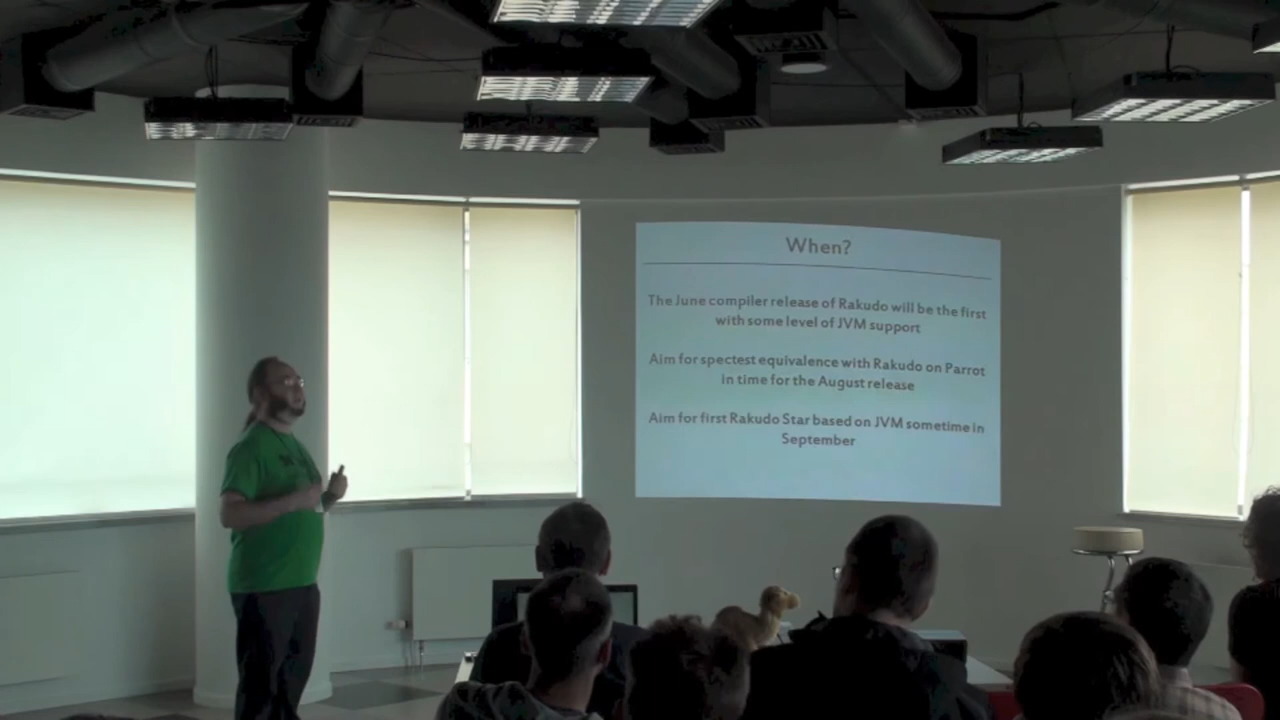 When?
The June compiler release of Rakudo will be the first
with some level of JVM support
Aim for spectest equivalence with Rakudo on Parrot
in time for the August release
Aim for first Rakudo Star based on JVM sometime in
September